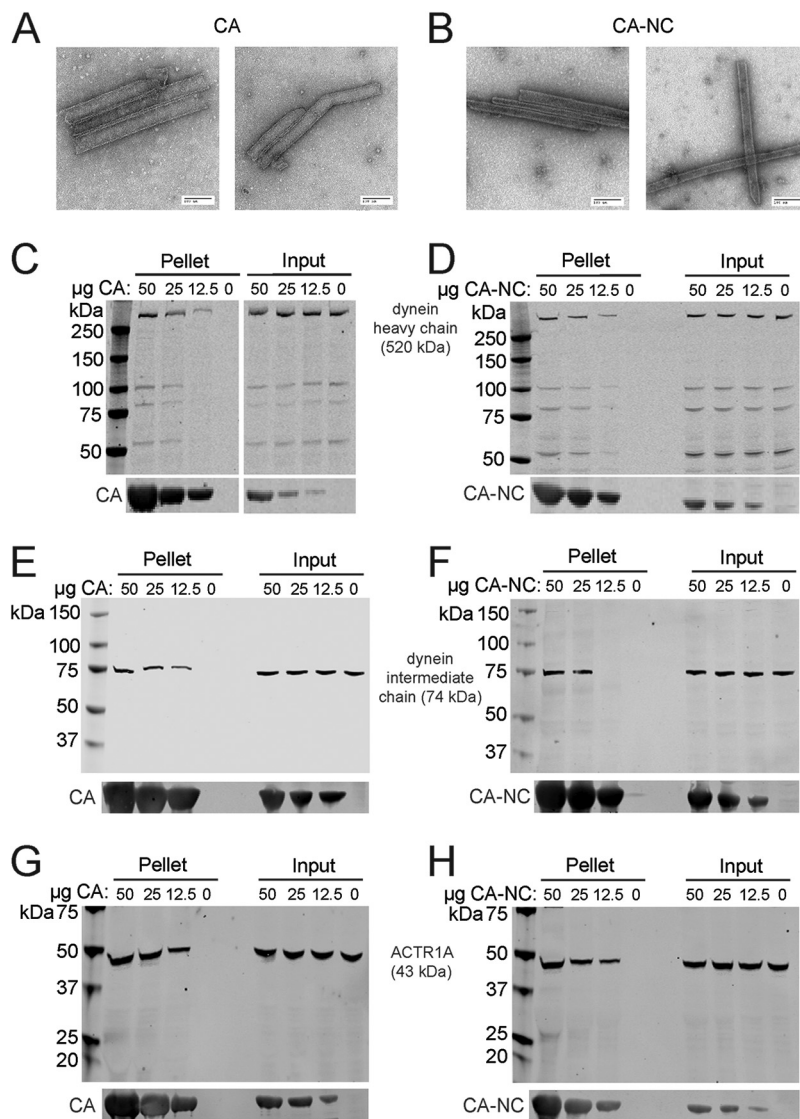 A CA B CA-NC
C Pellet Input
µg CA: 50 25 12.5 0 50 25 12.5 0
kDa
250
150
100
75
50
CA
dynein
heavy chain
(520 kDa)
D Pellet Input
µg CA-NC: 50 25 12.5 0 50 25 12.5 0
kDa
250
150
100
75
50
CA-NC
E Pellet Input
µg CA: 50 25 12.5 0 50 25 12.5 0
kDa 150
100
75
50
37
CA
dynein
intermediate
chain (74 kDa)
F Pellet Input
µg CA-NC: 50 25 12.5 0 50 25 12.5 0
kDa 150
100
75
50
37
CA-NC
G Pellet Input
µg CA: 50 25 12.5 0 50 25 12.5 0
kDa 75
50
37
25
20
CA
ACTR1A
(43 kDa)
H Pellet Input
µg CA-NC: 50 25 12.5 0 50 25 12.5 0
kDa 75
50
37
25
20
CA-NC